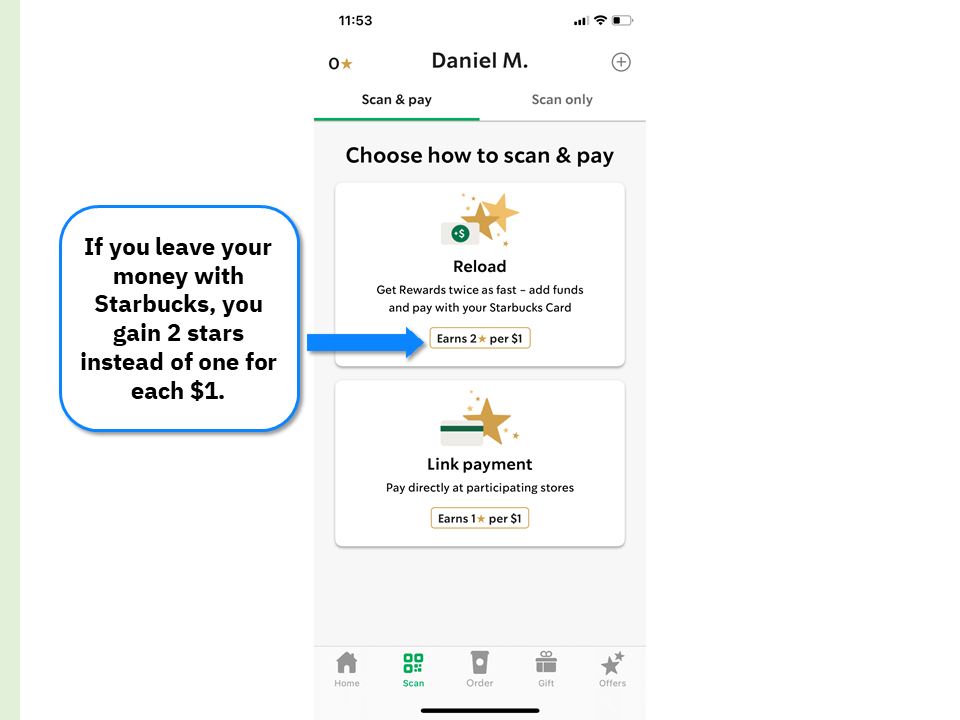 11:53
0★
Daniel M.
Scan & pay
Scan only
Choose how to scan & pay
If you leave your
money with
Starbucks, you
gain 2 stars
instead of one for
each $1.
$
Reload
Get Rewards twice as fast – add funds
and pay with your Starbucks Card
Earns 2★ per $1
Link payment
Pay directly at participating stores
Earns 1★ per $1
Home
Scan
Order
Gift
Offers